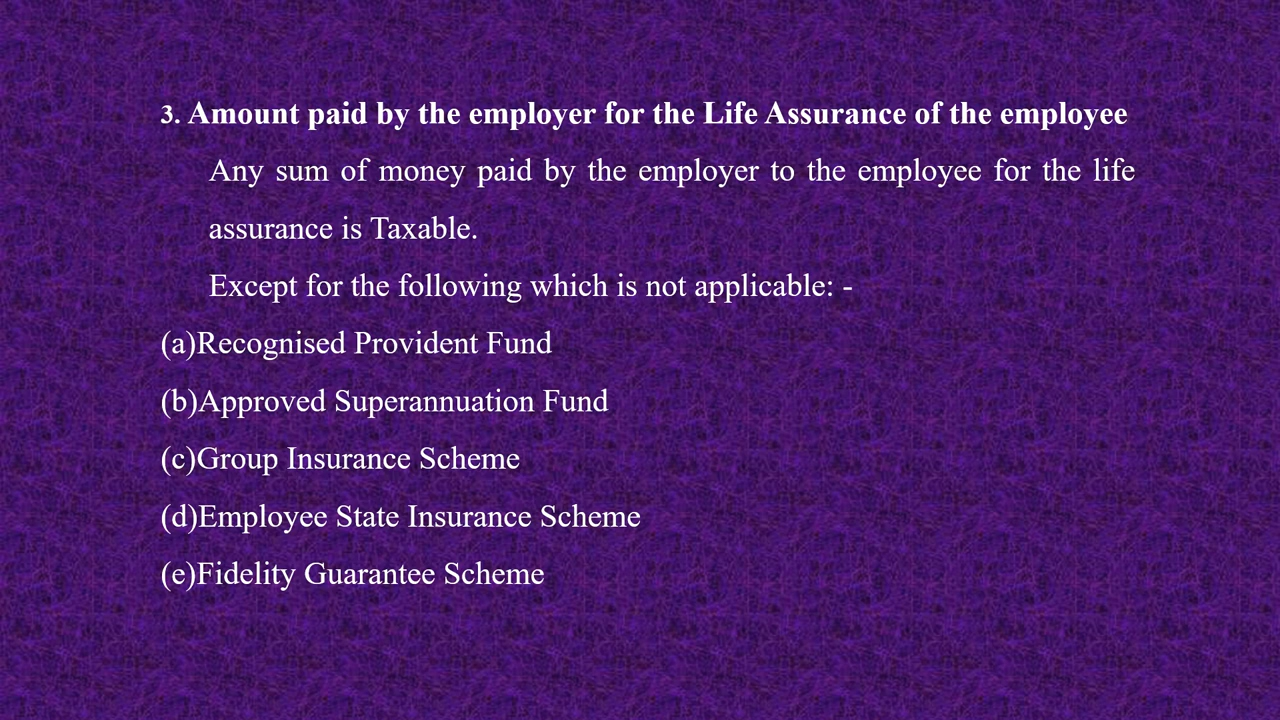 3. Amount paid by the employer for the Life Assurance of the employee
Any sum of money paid by the employer to the employee for the life
assurance is Taxable.
Except for the following which is not applicable: -
(a)Recognised Provident Fund
(b)Approved Superannuation Fund
(c)Group Insurance Scheme
(d)Employee State Insurance Scheme
(e)Fidelity Guarantee Scheme